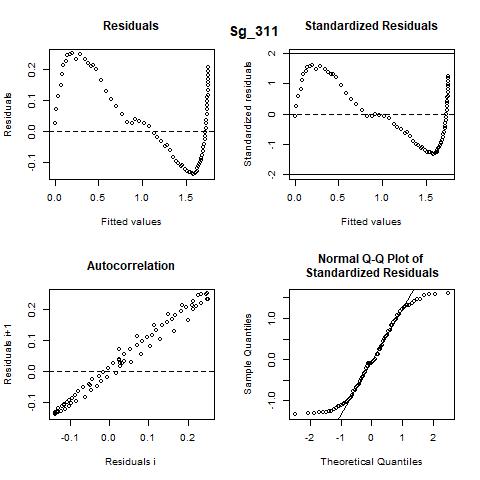 Sg_311
Residuals
Residuals
-0.1 0.0 0.1 0.2
0.0 0.5 1.0 1.5
Fitted values
Standardized Residuals
Standardized residuals
-2 -1 0 1 2
0.0 0.5 1.0 1.5
Fitted values
Autocorrelation
Residuals i+1
-0.1 0.0 0.1 0.2
-0.1 0.0 0.1 0.2
Residuals i
Normal Q-Q Plot of
Standardized Residuals
Sample Quantiles
-1.0 0.0 1.0
-2 -1 0 1 2
Theoretical Quantiles